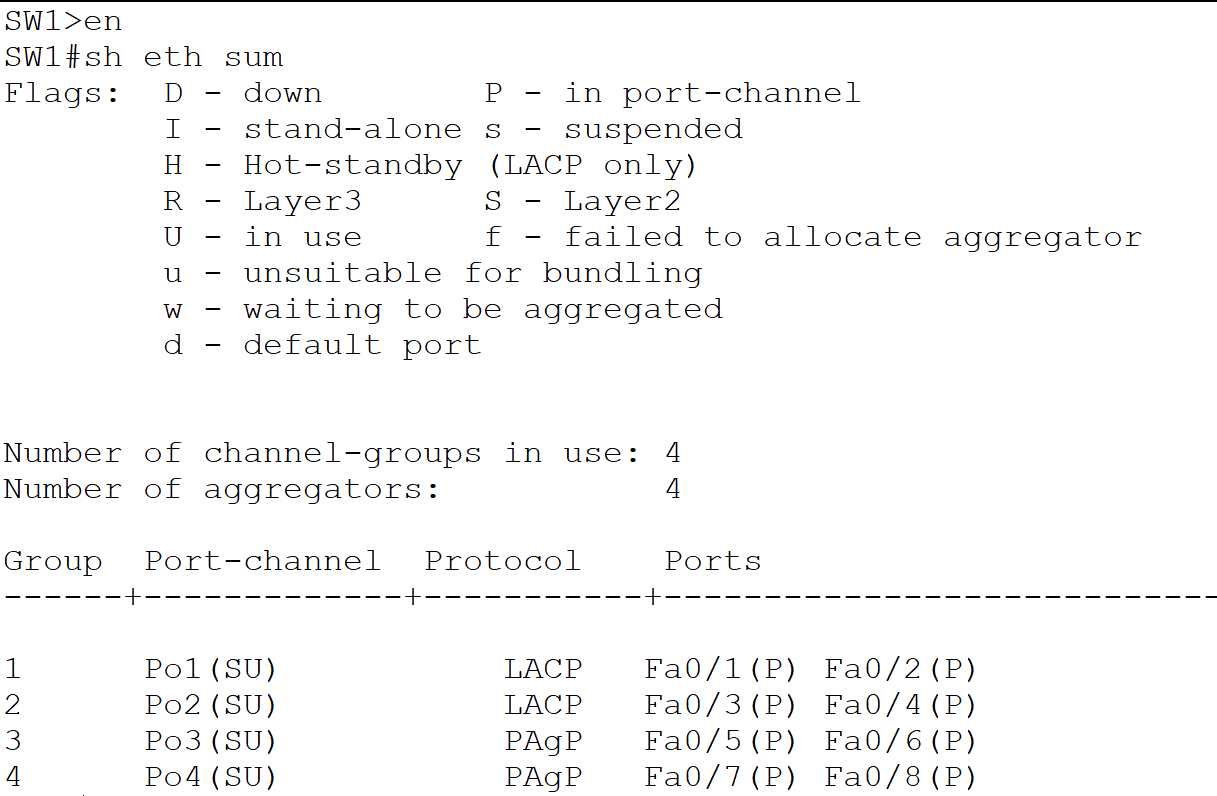 SW1>en
SW1#sh eth sum
Flags:  D - down        P - in port-channel
        I - stand-alone s - suspended
        H - Hot-standby (LACP only)
        R - Layer3      S - Layer2
        U - in use      f - failed to allocate aggregator
        u - unsuitable for bundling
        w - waiting to be aggregated
        d - default port
Number of channel-groups in use: 4
Number of aggregators:           4
Group  Port-channel  Protocol    Ports
------+-------------+-----------+----------------------------
1      Po1(SU)           LACP   Fa0/1(P) Fa0/2(P)
2      Po2(SU)           LACP   Fa0/3(P) Fa0/4(P)
3      Po3(SU)           PAgP   Fa0/5(P) Fa0/6(P)
4      Po4(SU)           PAgP   Fa0/7(P) Fa0/8(P)